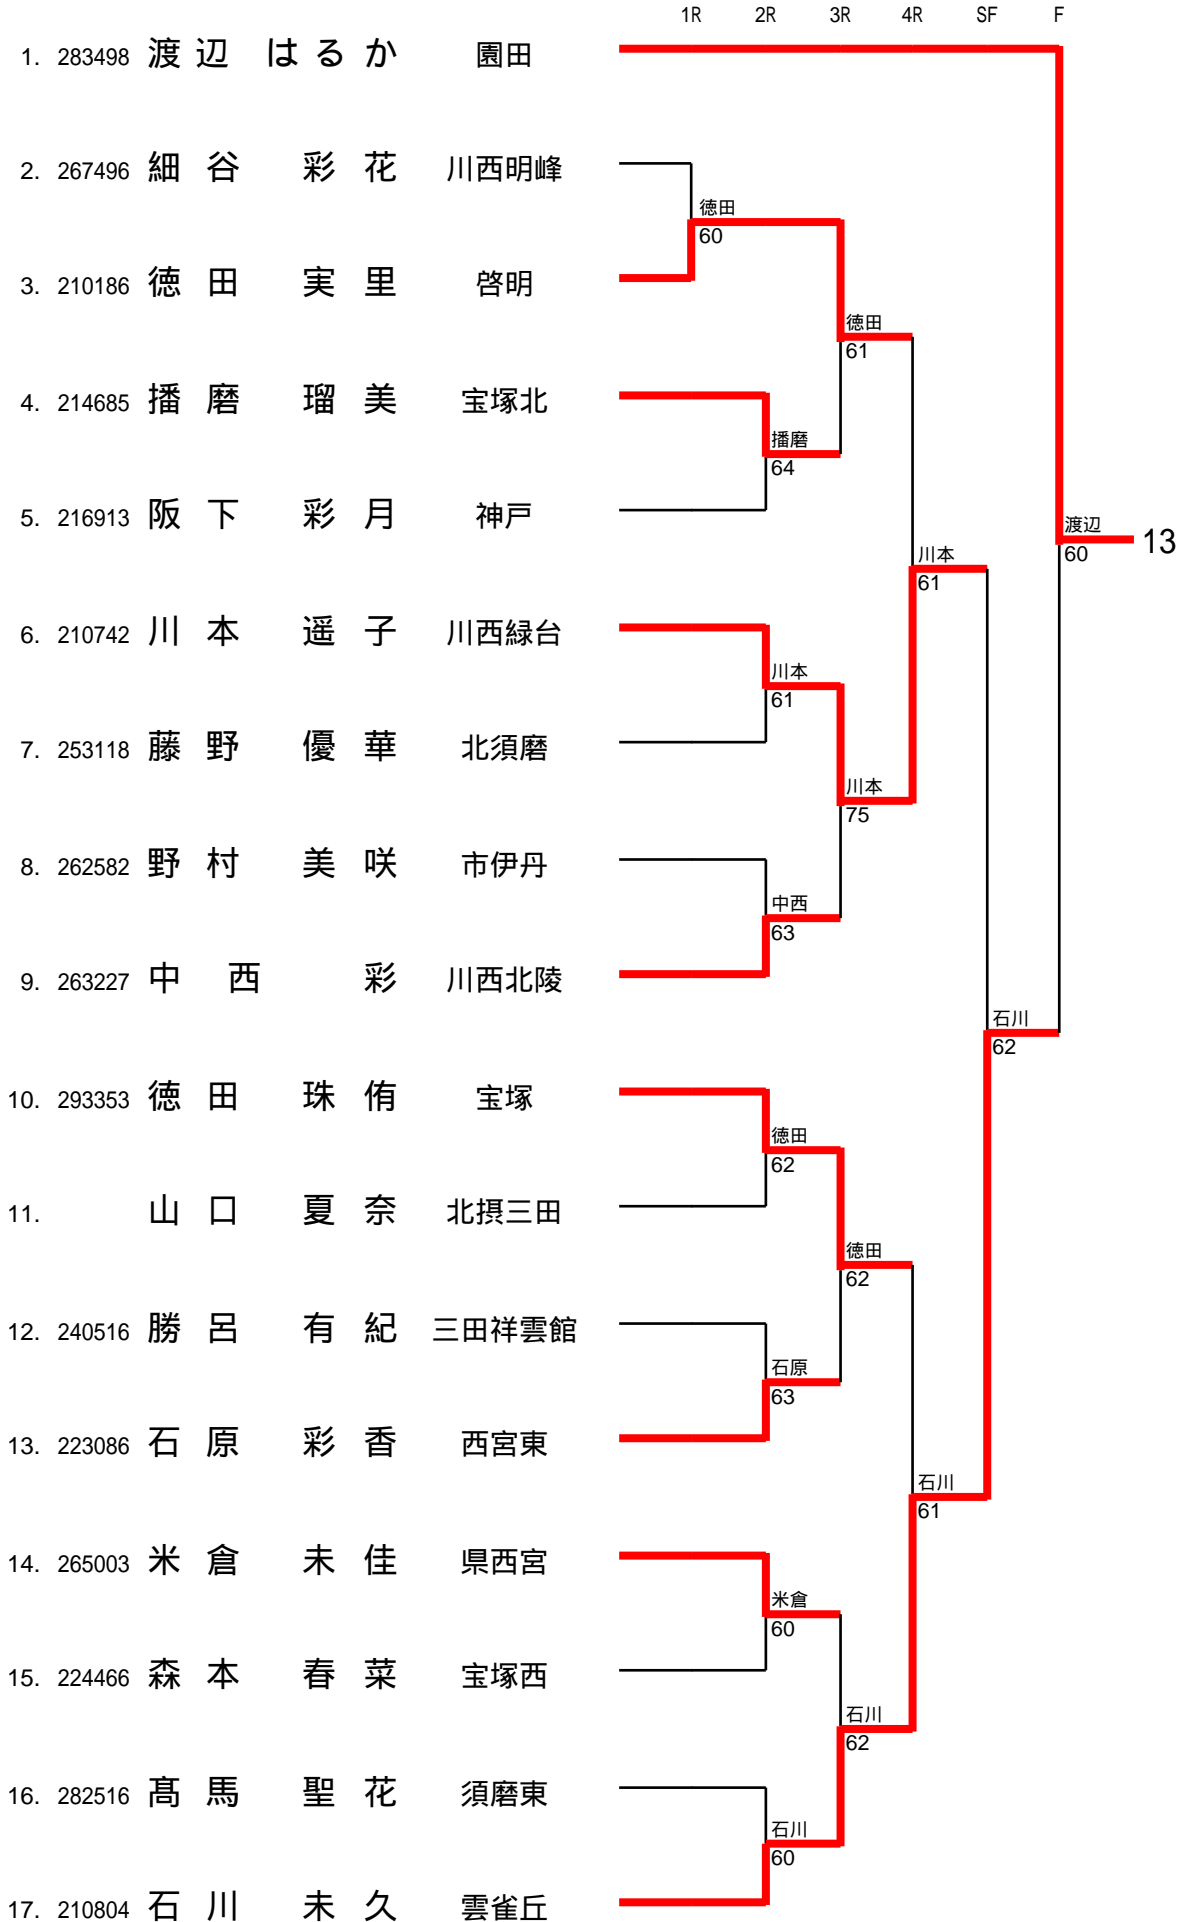 1R 2R 3R 4R SF F
1. 283498 渡辺 はるか 園田
2. 267496 細谷 彩花 川西明峰
徳田
60
3. 210186 徳田 実里 啓明
徳田
61
4. 214685 播磨 瑠美 宝塚北
播磨
64
5. 216913 阪下 彩月 神戸
渡辺
60
13
川本
61
6. 210742 川本 遥子 川西緑台
川本
61
7. 253118 藤野 優華 北須磨
川本
75
8. 262582 野村 美咲 市伊丹
中西
63
9. 263227 中西 彩 川西北陵
石川
62
10. 293353 徳田 珠侑 宝塚
徳田
62
11. 山口 夏奈 北摂三田
徳田
62
12. 240516 勝呂 有紀 三田祥雲館
石原
63
13. 223086 石原 彩香 西宮東
石川
61
14. 265003 米倉 未佳 県西宮
米倉
60
15. 224466 森本 春菜 宝塚西
石川
62
16. 282516 髙馬 聖花 須磨東
石川
60
17. 210804 石川 未久 雲雀丘